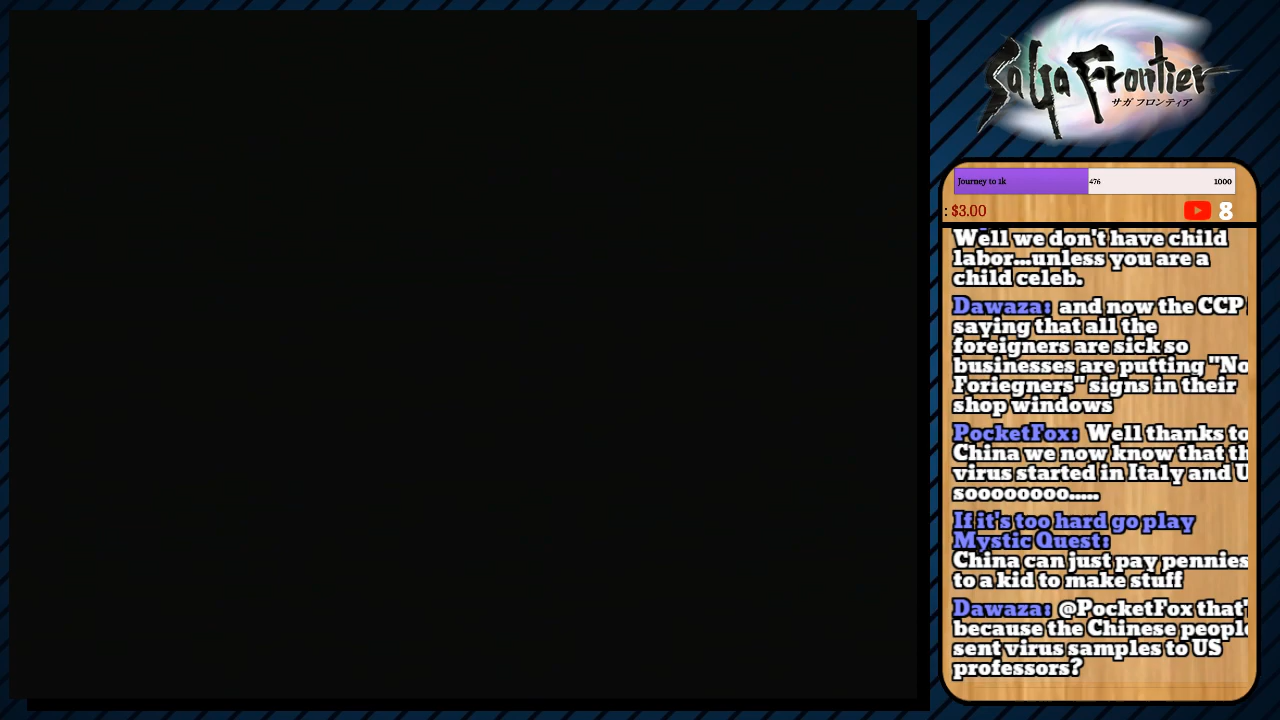 SaGa Frontier
サガ フロンティア
Journey to 1k 476 1000
: $3.00 8
Well we don't have child
labor...unless you are a
child celeb.
Dawaza: and now the CCP
saying that all the
foreigners are sick so
businesses are putting "No
Foriegners" signs in their
shop windows
PocketFox: Well thanks to
China we now know that th
virus started in Italy and U
sooooooooo.....
If it's too hard go play
Mystic Quest:
China can just pay pennies
to a kid to make stuff
Dawaza: @PocketFox that'
because the Chinese people
sent virus samples to US
professors?